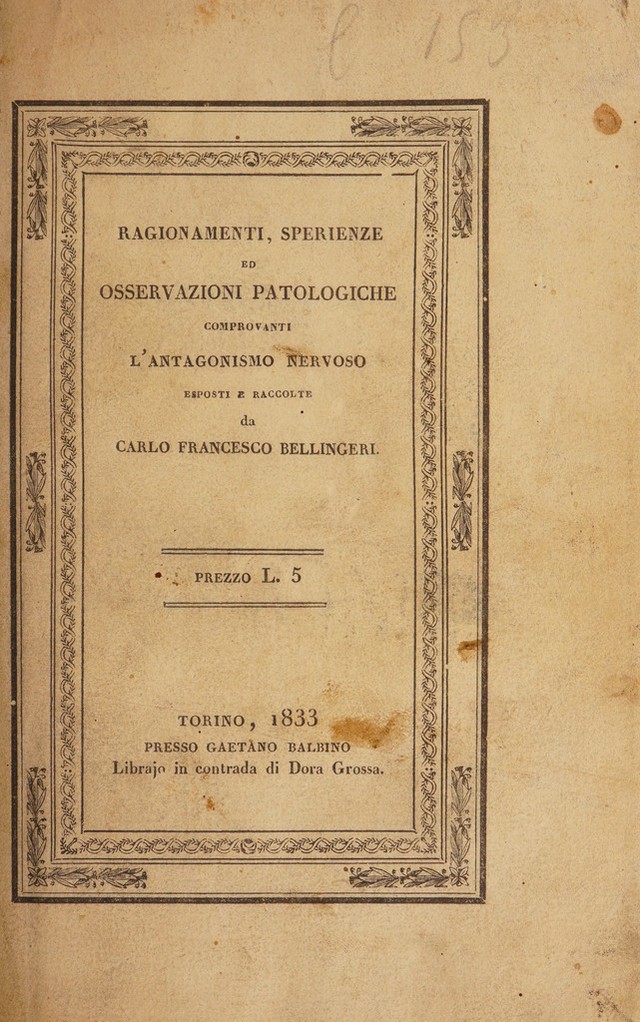 153
RAGIONAMENTI, SPERIENZE
ED
OSSERVAZIONI PATOLOGICHE
COMPROVANTI
L'ANTAGONISMO NERVOSO
ESPOSTI E RACCOLTE
da
CARLO FRANCESCO BELLINGERI.
PREZZO L. 5
TORINO, 1833
PRESSO GAETANO BALBINO
Librajo in contrada di Dora Grossa.